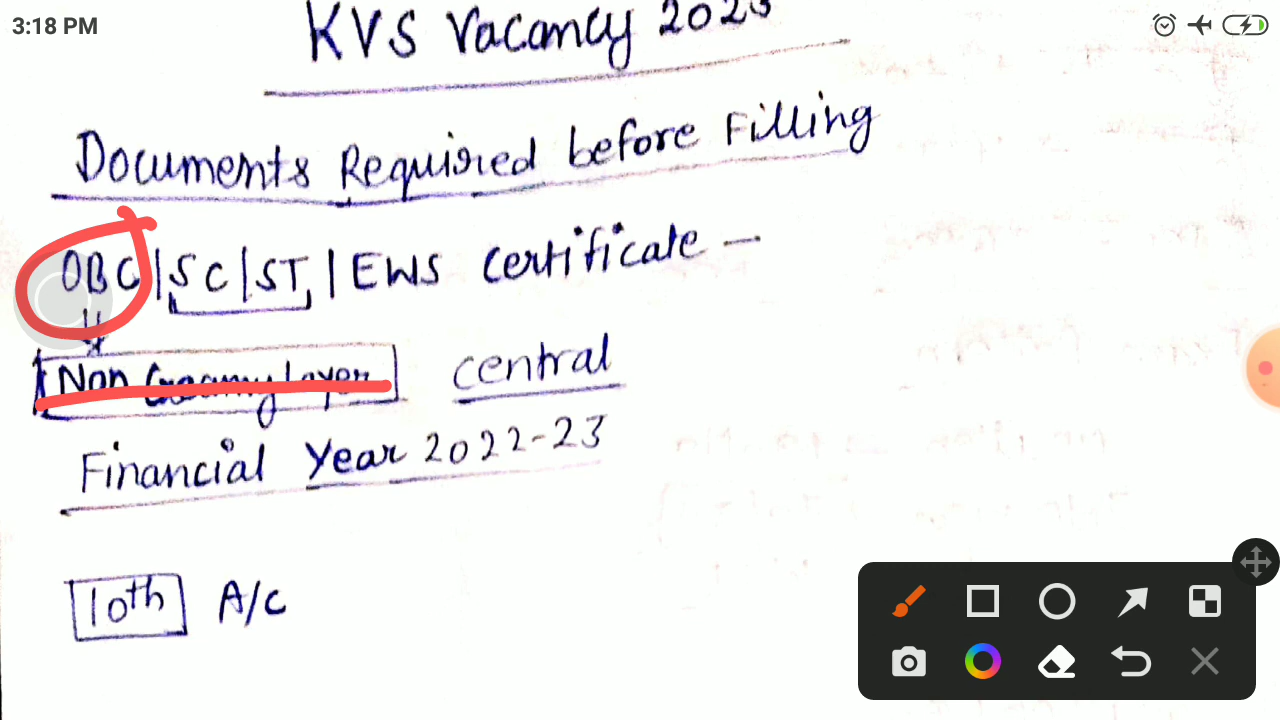 3:18 PM
KVS Vacancy 2023
Documents Required before Filling
OBC|SC|ST|EWS certificate -
Non Creamy Layer central
Financial Year 2022-23
10th A/C